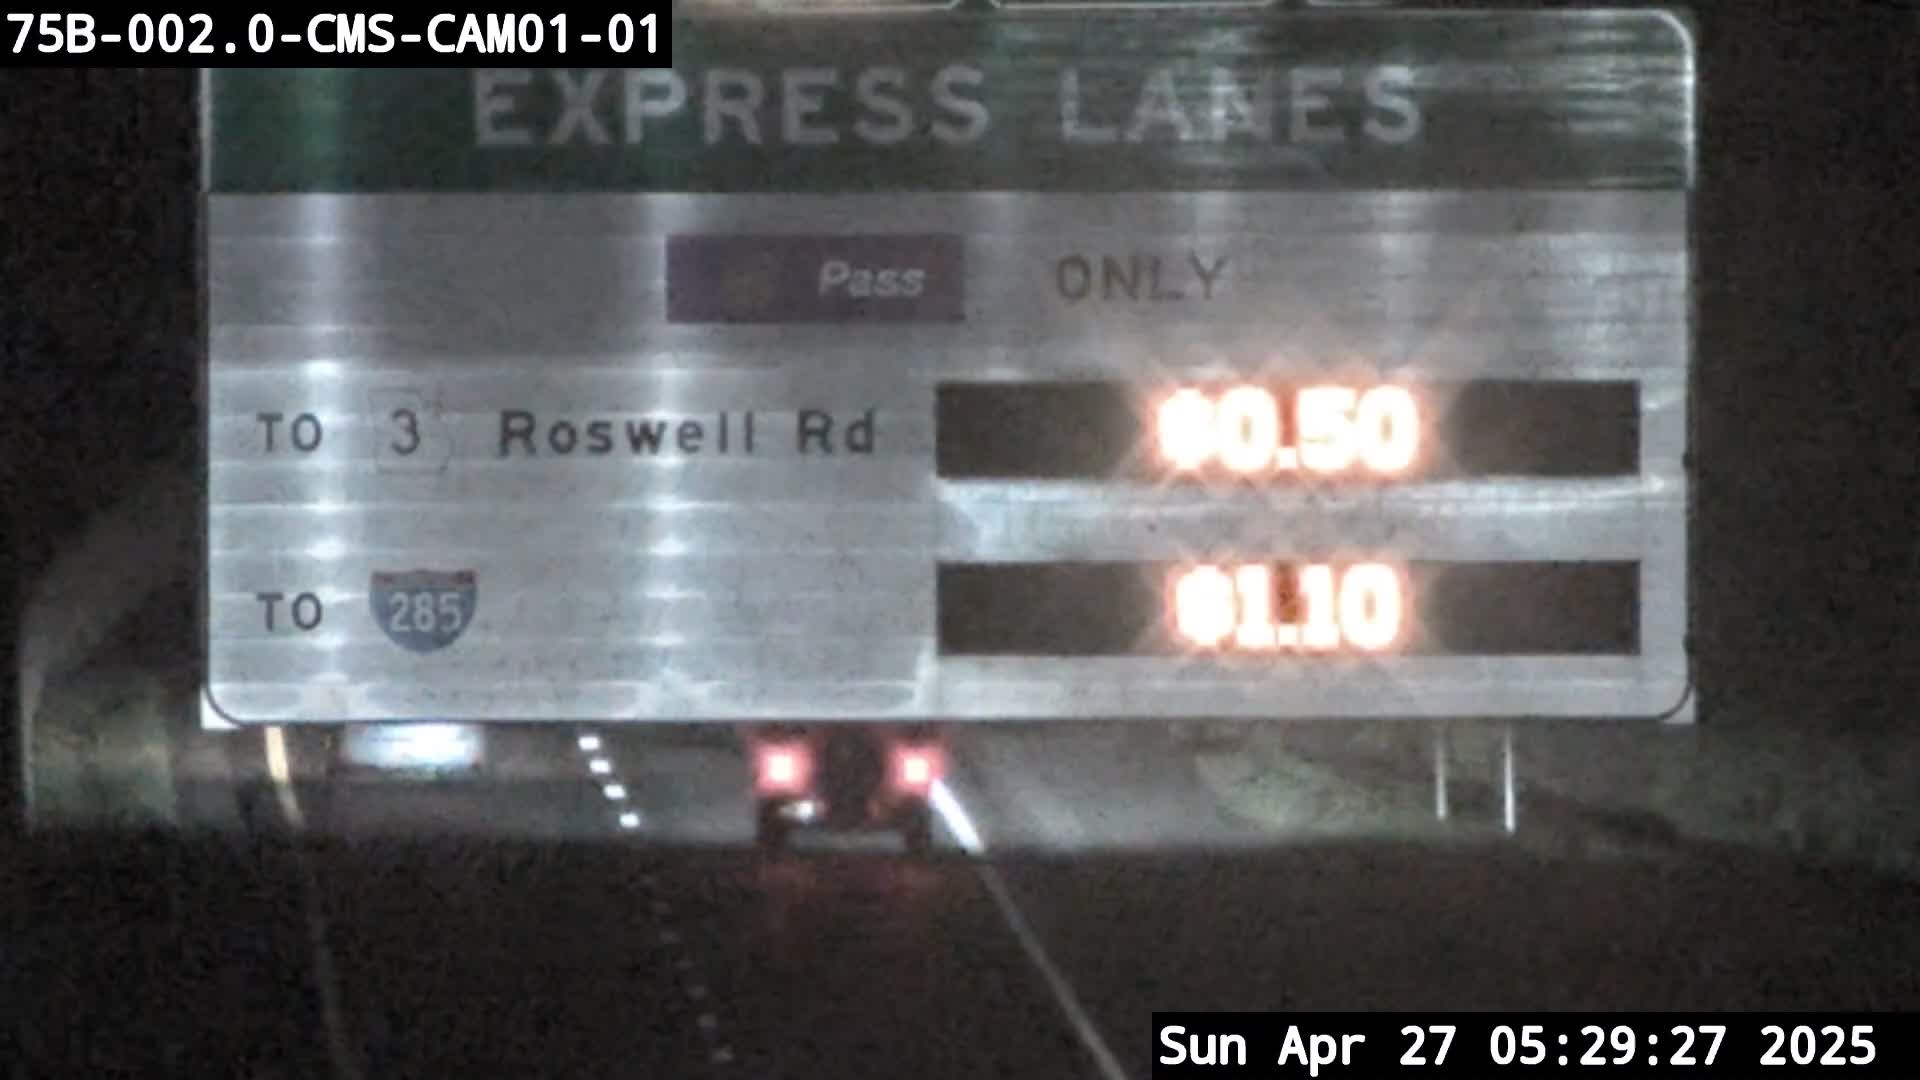 75B-002.0-CMS-CAM01-01
EXPRESS LANES
Pass ONLY
TO 3 Roswell Rd $0.50
TO 285 $1.10
Sun Apr 27 05:29:27 2025